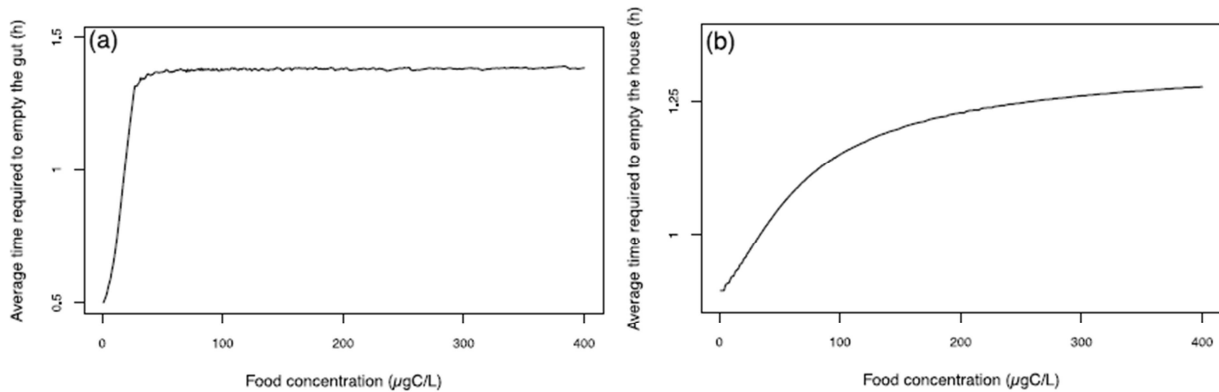 (a)
Average time required to empty the gut (h)
1.5
1
0.5
0 100 200 300 400
Food concentration (µgC/L)
(b)
Average time required to empty the house (h)
1.25
1
0 100 200 300 400
Food concentration (µgC/L)